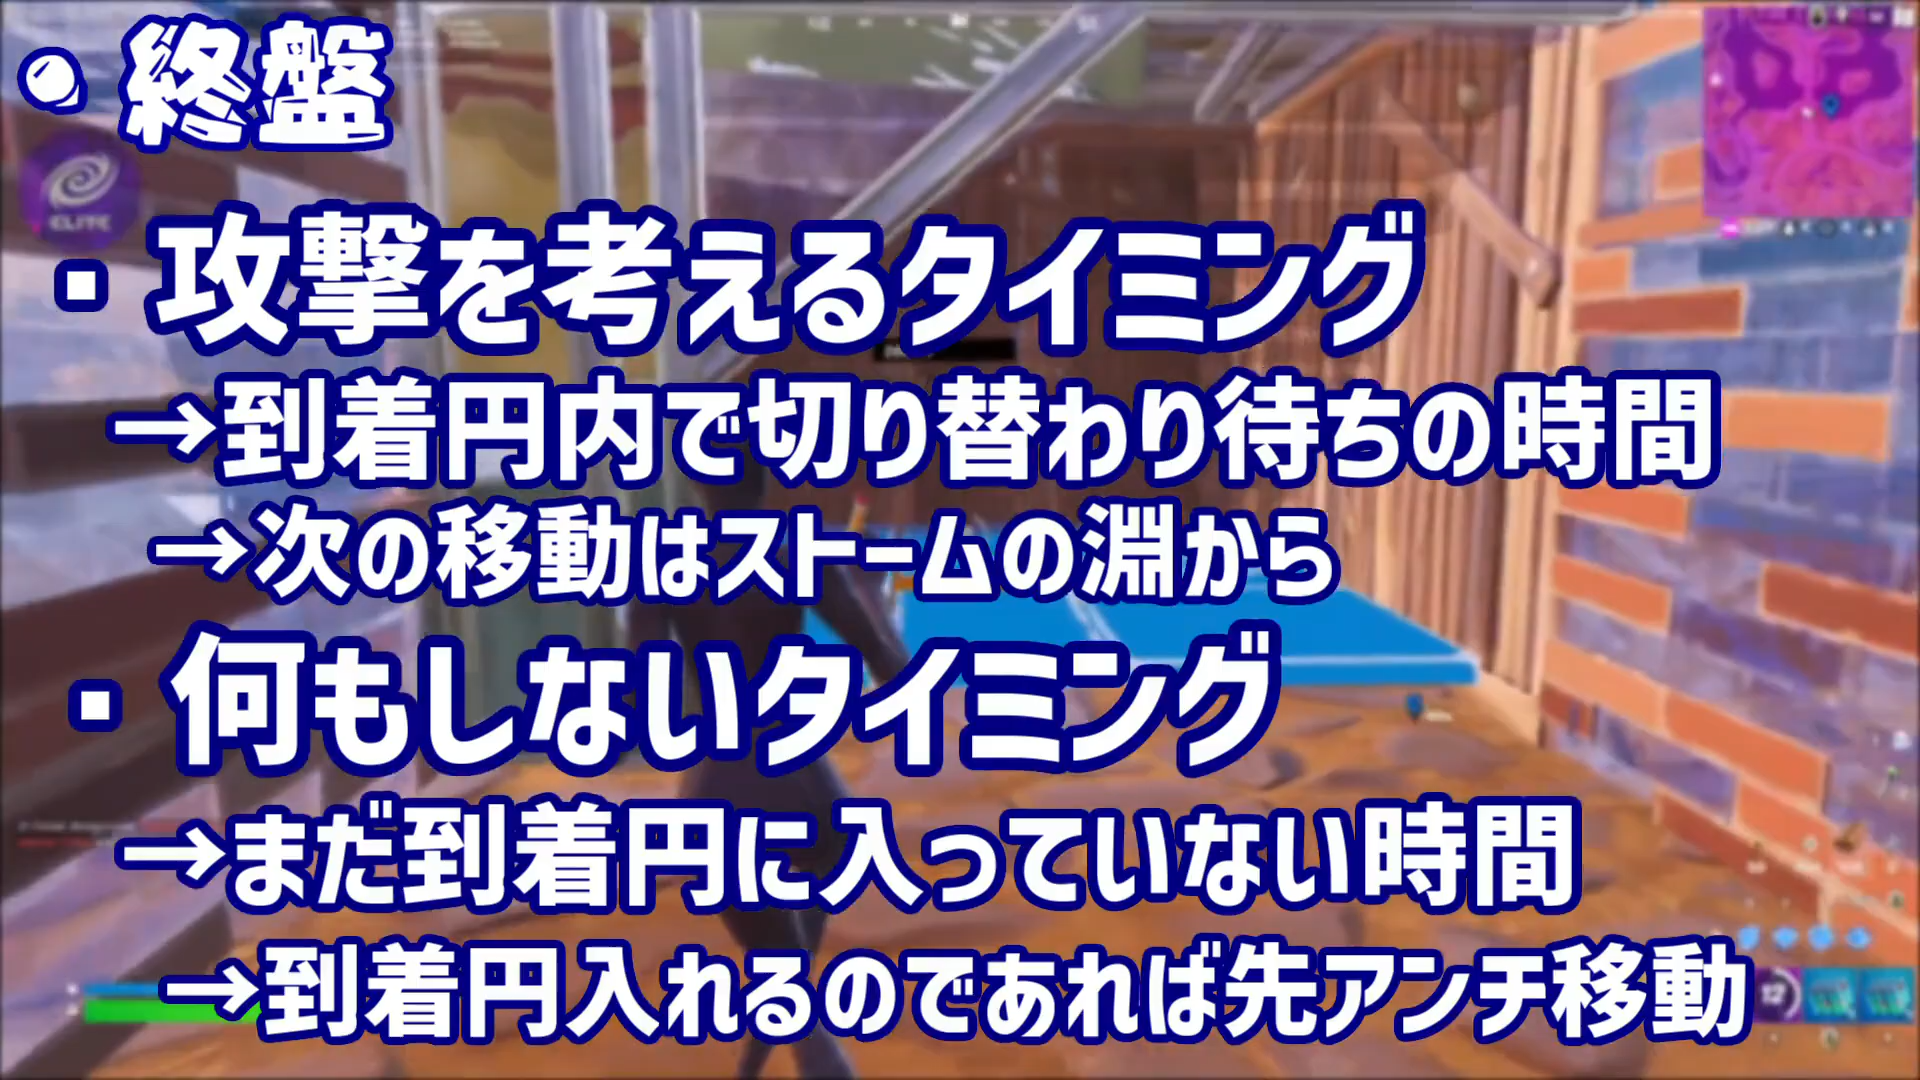 ・終盤
ELITE
・攻撃を考えるタイミング
→到着円内で切り替わり待ちの時間
→次の移動はストームの淵から
・何もしないタイミング
→まだ到着円に入っていない時間
→到着円入れるのであれば先アンチ移動
12